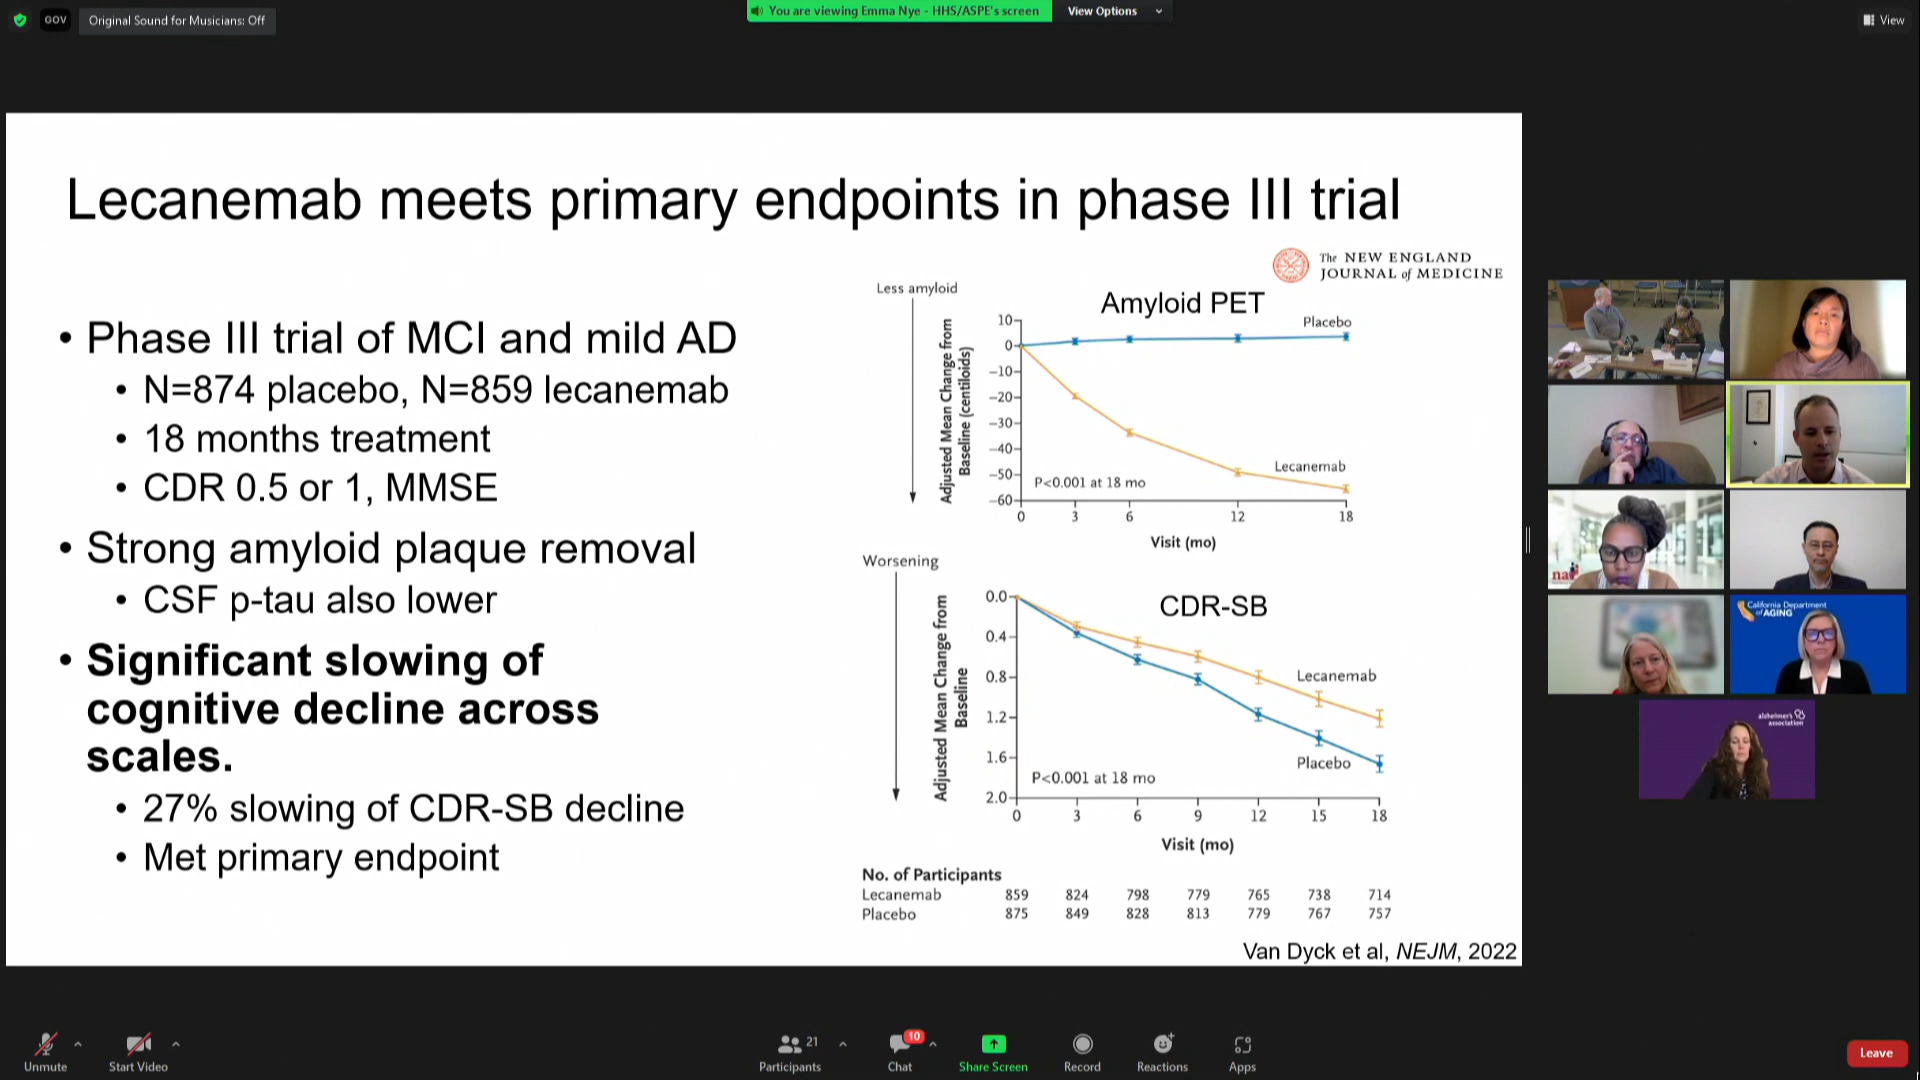 GOV
Original Sound for Musicians: Off
You are viewing Emma Nye - HHS/ASPE's screen
View Options
View
Lecanemab meets primary endpoints in phase III trial
The NEW ENGLAND
JOURNAL of MEDICINE
• Phase III trial of MCI and mild AD
• N=874 placebo, N=859 lecanemab
• 18 months treatment
• CDR 0.5 or 1, MMSE
• Strong amyloid plaque removal
• CSF p-tau also lower
• Significant slowing of
cognitive decline across
scales.
• 27% slowing of CDR-SB decline
• Met primary endpoint
Less amyloid
Amyloid PET
Adjusted Mean Change from
Baseline (centiloids)
10
0
−10
−20
−30
−40
−50
−60
Placebo
Lecanemab
P<0.001 at 18 mo
0 3 6 12 18
Visit (mo)
Worsening
CDR-SB
Adjusted Mean Change from
Baseline
0.0
0.4
0.8
1.2
1.6
2.0
Lecanemab
Placebo
P<0.001 at 18 mo
0 3 6 9 12 15 18
Visit (mo)
No. of Participants
Lecanemab 859 824 798 779 765 738 714
Placebo 875 849 828 813 779 767 757
Van Dyck et al, NEJM, 2022
California Department
of AGING
alzheimer's
association
Unmute
Start Video
21
Participants
10
Chat
Share Screen
Record
Reactions
Apps
Leave